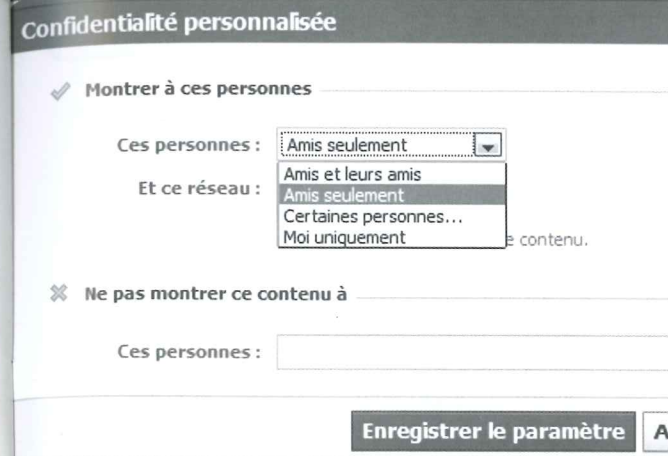 Confidentialité personnalisée
Montrer à ces personnes
Ces personnes : Amis seulement
Amis et leurs amis
Et ce réseau : Amis seulement
Certaines personnes...
Moi uniquement
contenu.
Ne pas montrer ce contenu à
Ces personnes :
Enregistrer le paramètre